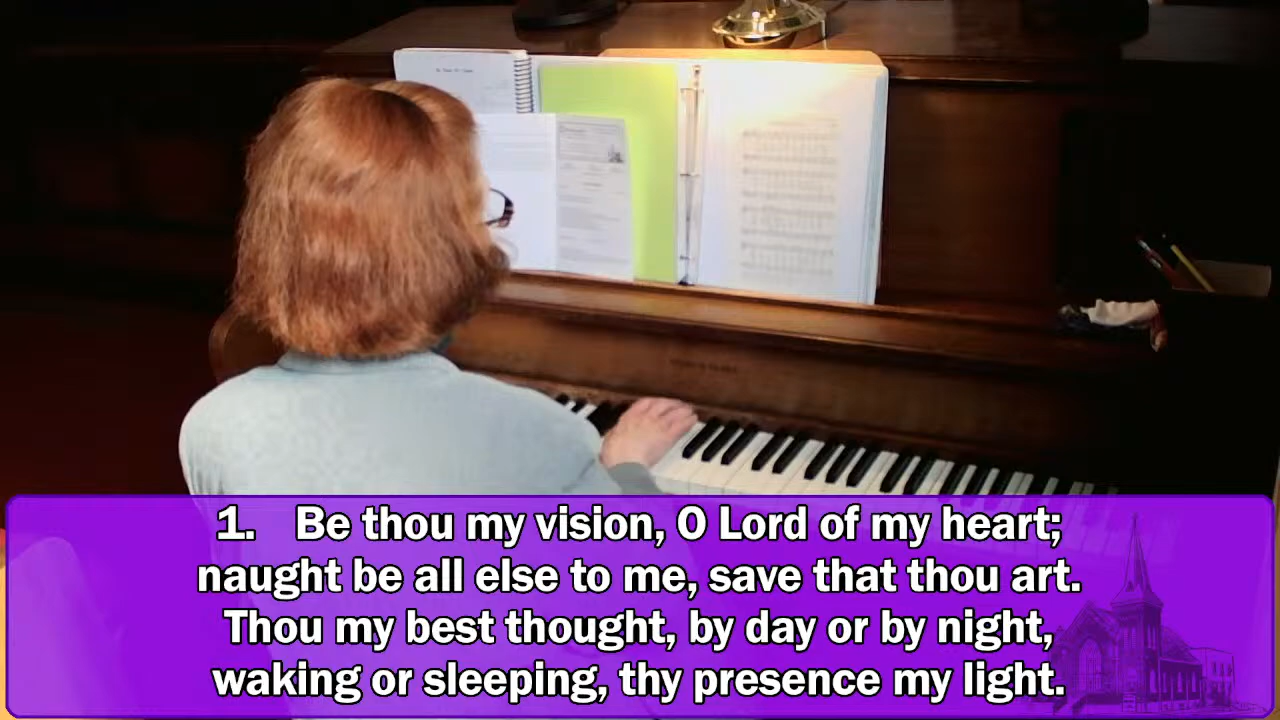 1. Be thou my vision, O Lord of my heart;
naught be all else to me, save that thou art.
Thou my best thought, by day or by night,
waking or sleeping, thy presence my light.